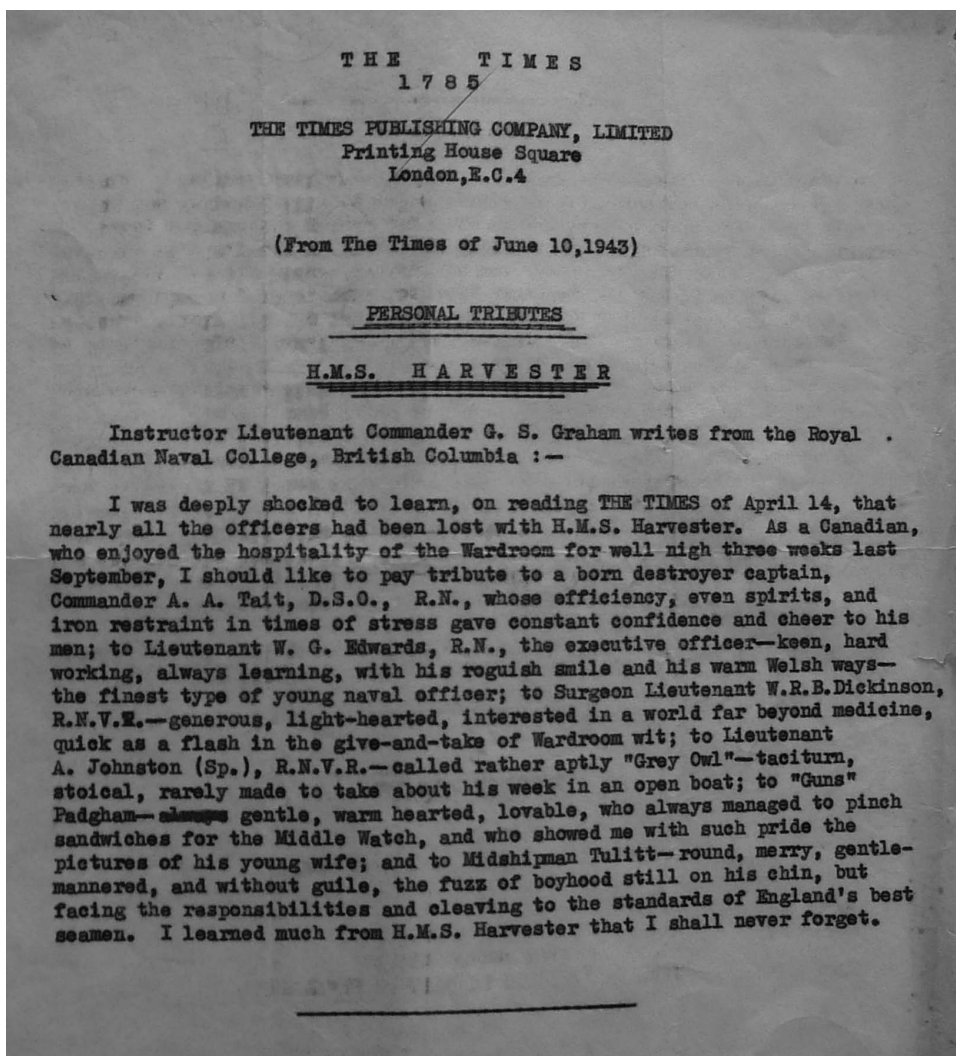 THE TIMES
1785
THE TIMES PUBLISHING COMPANY, LIMITED
Printing House Square
London,E.C.4
(From The Times of June 10,1943)
PERSONAL TRIBUTES
H.M.S. HARVESTER
Instructor Lieutenant Commander G. S. Graham writes from the Royal
Canadian Naval College, British Columbia :—
I was deeply shocked to learn, on reading THE TIMES of April 14, that
nearly all the officers had been lost with H.M.S. Harvester. As a Canadian,
who enjoyed the hospitality of the Wardroom for well nigh three weeks last
September, I should like to pay tribute to a born destroyer captain,
Commander A. A. Tait, D.S.O., R.N., whose efficiency, even spirits, and
iron restraint in times of stress gave constant confidence and cheer to his
men; to Lieutenant W. G. Edwards, R.N., the executive officer—keen, hard
working, always learning, with his roguish smile and his warm Welsh ways—
the finest type of young naval officer; to Surgeon Lieutenant W.R.B.Dickinson,
R.N.V.R.—generous, light-hearted, interested in a world far beyond medicine,
quick as a flash in the give-and-take of Wardroom wit; to Lieutenant
A. Johnston (Sp.), R.N.V.R.—called rather aptly "Grey Owl"—taciturn,
stoical, rarely made to take about his week in an open boat; to "Guns"
Padgham—always gentle, warm hearted, lovable, who always managed to pinch
sandwiches for the Middle Watch, and who showed me with such pride the
pictures of his young wife; and to Midshipman Tulitt—round, merry, gentle-
mannered, and without guile, the fuzz of boyhood still on his chin, but
facing the responsibilities and cleaving to the standards of England's best
seamen. I learned much from H.M.S. Harvester that I shall never forget.